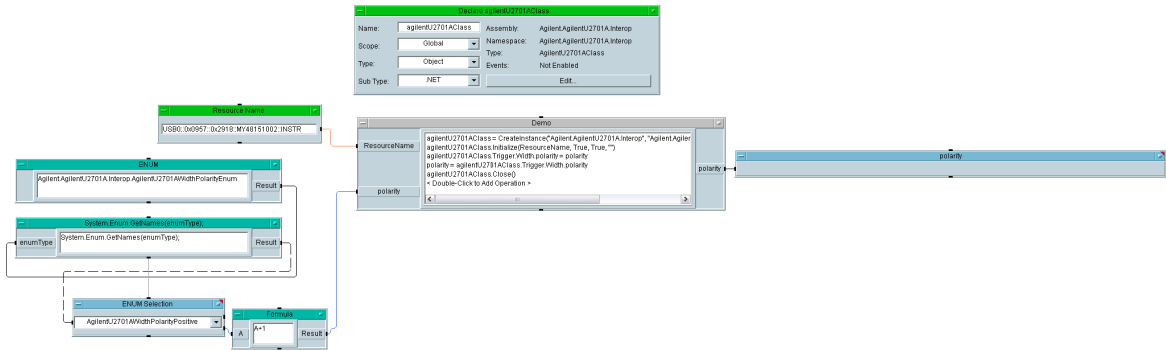 Declare agilentU2701AClass
Name: agilentU2701AClass Assembly: Agilent.AgilentU2701A.Interop
Scope: Global Namespace: Agilent.AgilentU2701A.Interop
Type: Object Type: AgilentU2701AClass
Events: Not Enabled
Sub Type: .NET Edit...
Resource Name
USB0::0x0957::0x2918::MY48151002::INSTR
Demo
ResourceName
polarity
agilentU2701AClass = CreateInstance("Agilent.AgilentU2701A.Interop", "Agilent.Agiler
agilentU2701AClass.Initialize(ResourceName, True, True, "")
agilentU2701AClass.Trigger.Width.polarity = polarity
polarity = agilentU2701AClass.Trigger.Width.polarity
agilentU2701AClass.Close()
< Double-Click to Add Operation >
polarity
polarity
ENUM
Agilent.AgilentU2701A.Interop.AgilentU2701AWidthPolarityEnum
Result
System.Enum.GetNames(enumType);
enumType
System.Enum.GetNames(enumType);
Result
ENUM Selection
AgilentU2701AWidthPolarityPositive
Formula
A
A+1
Result